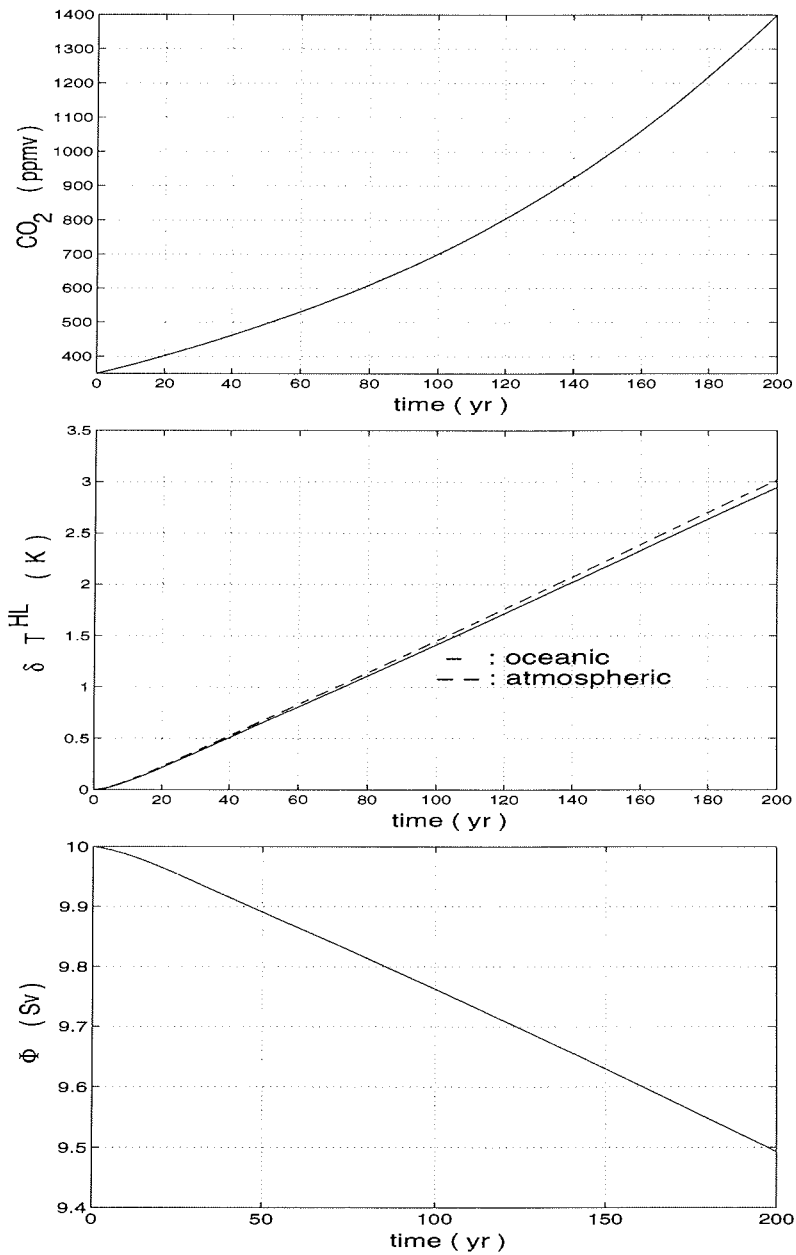 1400
1300
1200
1100
1000
900
800
700
600
500
400
CO2 (ppmv)
0 20 40 60 80 100 120 140 160 180 200
time ( yr )
3.5
3
2.5
2
1.5
1
0.5
0
δ T^HL (K)
– : oceanic
– – : atmospheric
0 20 40 60 80 100 120 140 160 180 200
time ( yr )
10
9.9
9.8
9.7
9.6
9.5
9.4
Φ (Sv)
0 50 100 150 200
time ( yr )